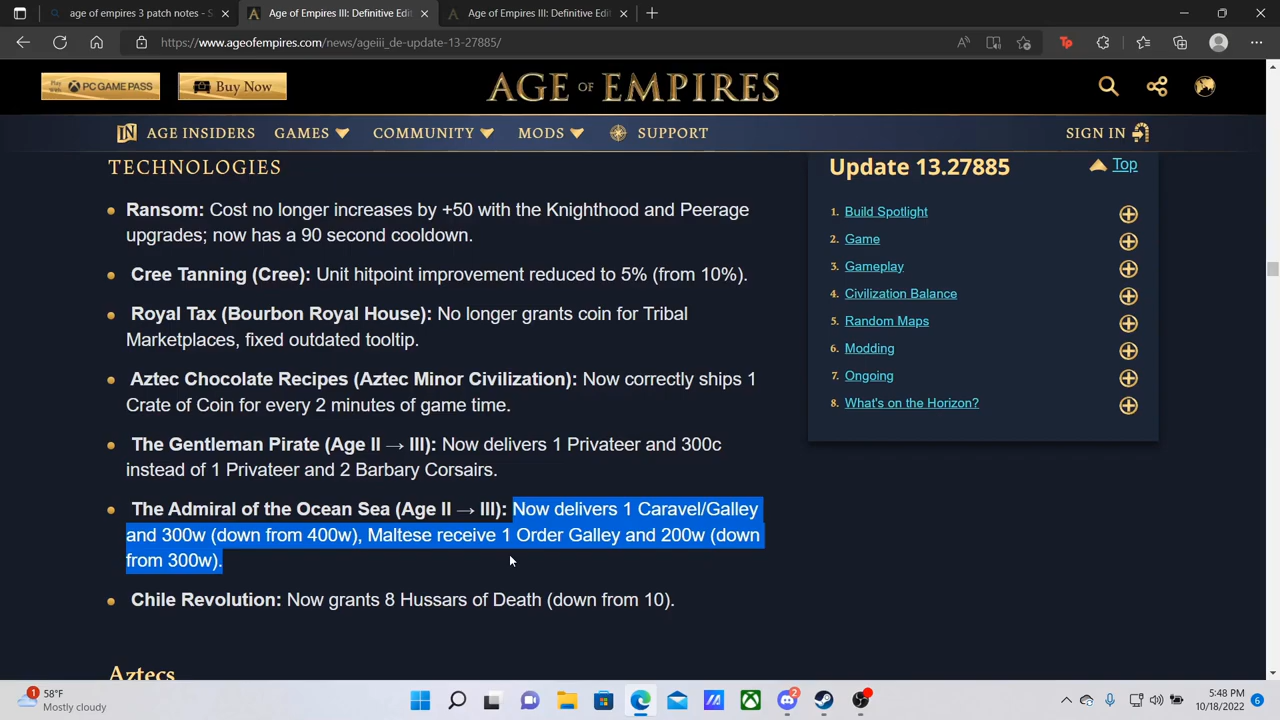 age of empires 3 patch notes - S
Age of Empires III: Definitive Edit
Age of Empires III: Definitive Edit
https://www.ageofempires.com/news/ageiii_de-update-13-27885/
PC GAME PASS
Buy Now
AGE OF EMPIRES
AGE INSIDERS GAMES COMMUNITY MODS SUPPORT SIGN IN
TECHNOLOGIES
Ransom: Cost no longer increases by +50 with the Knighthood and Peerage
upgrades; now has a 90 second cooldown.
Cree Tanning (Cree): Unit hitpoint improvement reduced to 5% (from 10%).
Royal Tax (Bourbon Royal House): No longer grants coin for Tribal
Marketplaces, fixed outdated tooltip.
Aztec Chocolate Recipes (Aztec Minor Civilization): Now correctly ships 1
Crate of Coin for every 2 minutes of game time.
The Gentleman Pirate (Age II → III): Now delivers 1 Privateer and 300c
instead of 1 Privateer and 2 Barbary Corsairs.
The Admiral of the Ocean Sea (Age II → III): Now delivers 1 Caravel/Galley
and 300w (down from 400w), Maltese receive 1 Order Galley and 200w (down
from 300w).
Chile Revolution: Now grants 8 Hussars of Death (down from 10).
Aztecs
Update 13.27885
Top
1. Build Spotlight
2. Game
3. Gameplay
4. Civilization Balance
5. Random Maps
6. Modding
7. Ongoing
8. What's on the Horizon?
1
58°F
Mostly cloudy
2
5:48 PM
10/18/2022
6